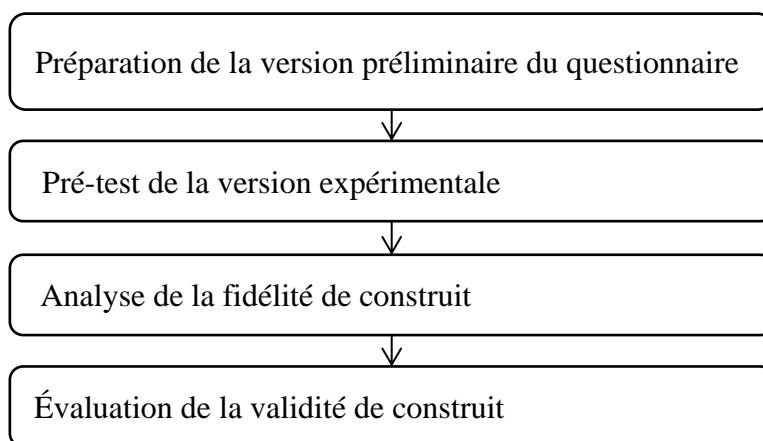 Préparation de la version préliminaire du questionnaire
Pré-test de la version expérimentale
Analyse de la fidélité de construit
Évaluation de la validité de construit